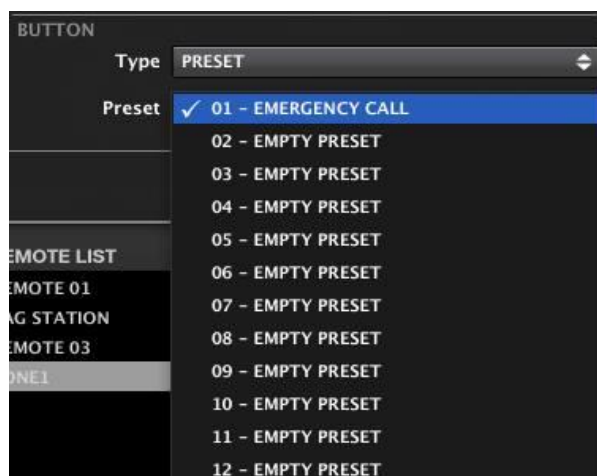 BUTTON
Type PRESET
Preset ✓ 01 – EMERGENCY CALL
02 – EMPTY PRESET
03 – EMPTY PRESET
04 – EMPTY PRESET
05 – EMPTY PRESET
06 – EMPTY PRESET
07 – EMPTY PRESET
08 – EMPTY PRESET
09 – EMPTY PRESET
10 – EMPTY PRESET
11 – EMPTY PRESET
12 – EMPTY PRESET
EMOTE LIST
EMOTE 01
AG STATION
EMOTE 03
ONE1